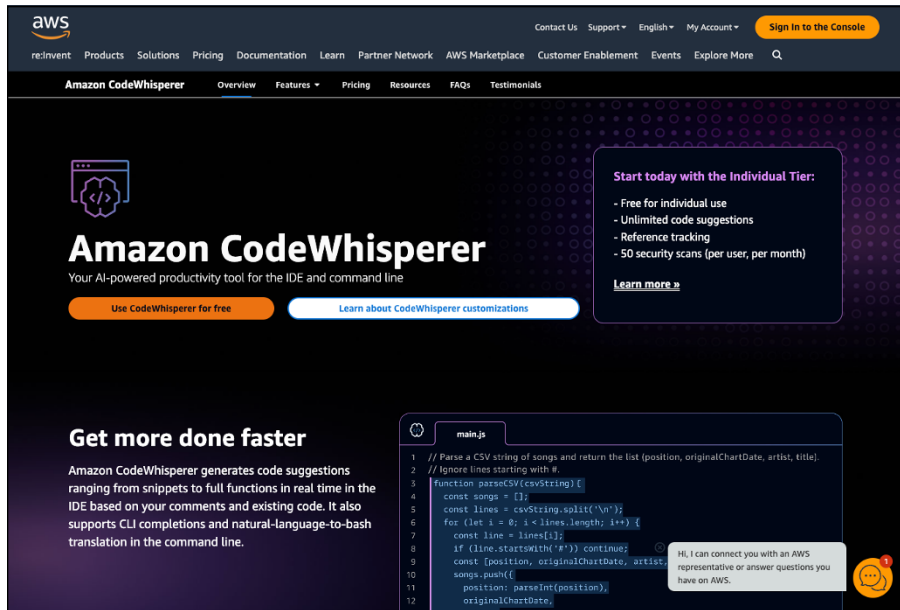 aws
Contact Us Support English My Account Sign In to the Console
re:Invent Products Solutions Pricing Documentation Learn Partner Network AWS Marketplace Customer Enablement Events Explore More
Amazon CodeWhisperer Overview Features Pricing Resources FAQs Testimonials
</>
Amazon CodeWhisperer
Your AI-powered productivity tool for the IDE and command line
Use CodeWhisperer for free Learn about CodeWhisperer customizations
Start today with the Individual Tier:
- Free for individual use
- Unlimited code suggestions
- Reference tracking
- 50 security scans (per user, per month)
Learn more »
Get more done faster
Amazon CodeWhisperer generates code suggestions
ranging from snippets to full functions in real time in the
IDE based on your comments and existing code. It also
supports CLI completions and natural-language-to-bash
translation in the command line.
main.js
1 // Parse a CSV string of songs and return the list (position, originalChartDate, artist, title).
2 // Ignore lines starting with #.
3 function parseCSV(csvString){
4 const songs = [];
5 const lines = csvString.split('\n');
6 for (let i = 0; i < lines.length; i++) {
7 const line = lines[i];
8 if (line.startsWith('#')) continue;
9 const [position, originalChartDate, artist,
10 songs.push({
11 position: parseInt(position),
12 originalChartDate,
Hi, I can connect you with an AWS
representative or answer questions you
have on AWS.
1